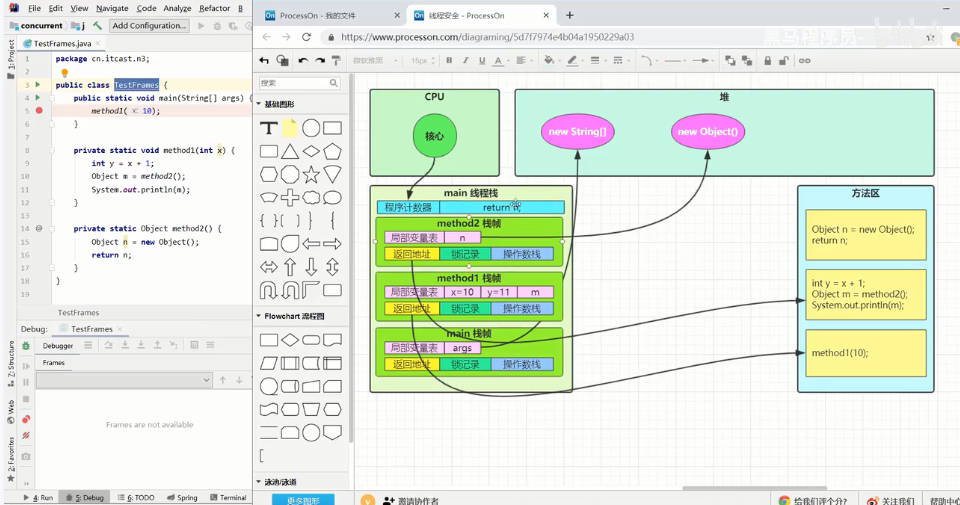 File Edit View Navigate Code Analyze Refactor B
concurrent
Add Configuration...
TestFrames.java
1: Project
1 package cn.itcast.n3;
2
3 public class TestFrames {
4 public static void main(String[] args) {
5 method1( x: 10);
6 }
7
8 private static void method1(int x) {
9 int y = x + 1;
10 Object m = method2();
11 System.out.println(m);
12 }
13
14 private static Object method2() {
15 Object n = new Object();
16 return n;
17 }
18 }
19
TestFrames
Debug: TestFrames
Debugger
Frames
Frames are not available
7: Structure
Web
2: Favorites
4: Run 5: Debug 6: TODO Spring Terminal
ProcessOn - 我的文件
线程安全 - ProcessOn
https://www.processon.com/diagraming/5d7f7974e4b04a1950229a03
黑马程序员
微软雅黑 15px
搜索
基础图形
Flowchart 流程图
泳池/泳道
更多图形
CPU
核心
堆
new String[]
new Object()
main 线程栈
程序计数器 return n;
method2 栈帧
局部变量表 n
返回地址 锁记录 操作数栈
method1 栈帧
局部变量表 x=10 y=11 m
返回地址 锁记录 操作数栈
main 栈帧
局部变量表 args
返回地址 锁记录 操作数栈
方法区
Object n = new Object();
return n;
int y = x + 1;
Object m = method2();
System.out.println(m);
method1(10);
邀请协作者
给我们评个分?
关注我们
帮助中心